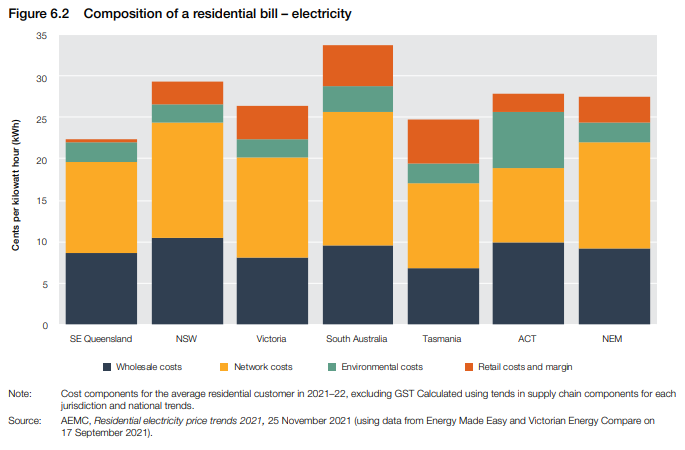 Figure 6.2 Composition of a residential bill – electricity
35
30
25
20
15
10
5
0
Cents per kilowatt hour (kWh)
SE Queensland NSW Victoria South Australia Tasmania ACT NEM
Wholesale costs Network costs Environmental costs Retail costs and margin
Note: Cost components for the average residential customer in 2021–22, excluding GST Calculated using tends in supply chain components for each
jurisdiction and national trends.
Source: AEMC, Residential electricity price trends 2021, 25 November 2021 (using data from Energy Made Easy and Victorian Energy Compare on
17 September 2021).